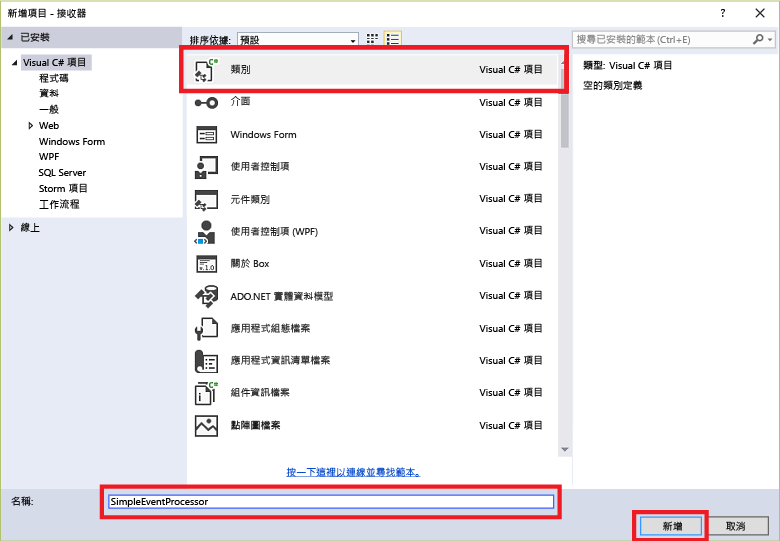 新增項目 - 接收器
? 
已安裝
排序依據: 預設
搜尋已安裝的範本 (Ctrl+E)
Visual C# 項目
程式碼
資料
一般
Web
Windows Form
WPF
SQL Server
Storm 項目
工作流程
線上
C# 類別 Visual C# 項目
介面 Visual C# 項目
Windows Form Visual C# 項目
使用者控制項 Visual C# 項目
元件類別 Visual C# 項目
使用者控制項 (WPF) Visual C# 項目
v.1.0 關於 Box Visual C# 項目
ADO.NET 實體資料模型 Visual C# 項目
應用程式組態檔案 Visual C# 項目
應用程式資訊清單檔案 Visual C# 項目
C# 組件資訊檔案 Visual C# 項目
點陣圖檔案 Visual C# 項目
按一下這裡以連線並尋找範本。
類型: Visual C# 項目
空的類別定義
名稱: SimpleEventProcessor
新增 取消